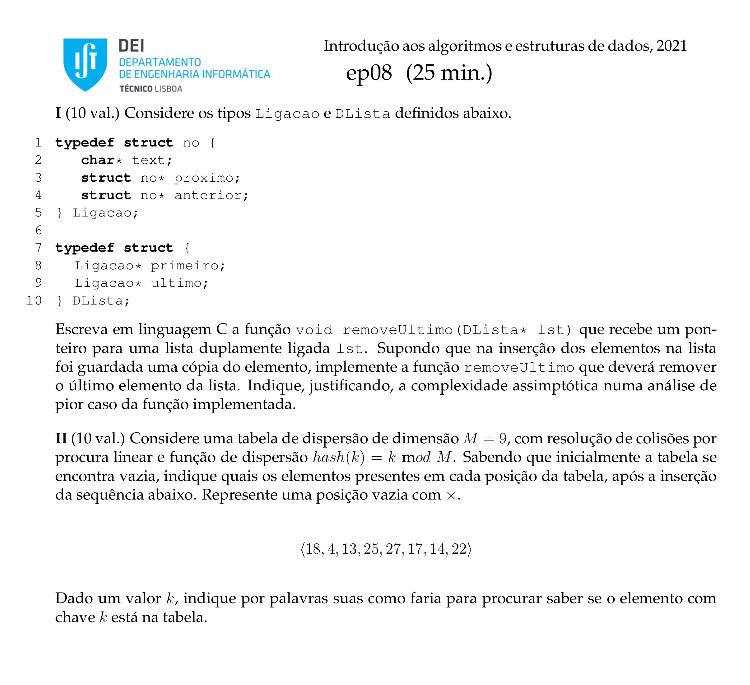 DEI
DEPARTAMENTO
DE ENGENHARIA INFORMÁTICA
TÉCNICO LISBOA
Introdução aos algoritmos e estruturas de dados, 2021
ep08 (25 min.)
I (10 val.) Considere os tipos Ligacao e DLista definidos abaixo.
1 typedef struct no {
2 char* text;
3 struct no* proximo;
4 struct no* anterior;
5 } Ligacao;
6
7 typedef struct {
8 Ligacao* primeiro;
9 Ligacao* ultimo;
10 } DLista;
Escreva em linguagem C a função void removeUltimo(DLista* lst) que recebe um pon-
teiro para uma lista duplamente ligada lst. Supondo que na inserção dos elementos na lista
foi guardada uma cópia do elemento, implemente a função removeUltimo que deverá remover
o último elemento da lista. Indique, justificando, a complexidade assimptótica numa análise de
pior caso da função implementada.
II (10 val.) Considere uma tabela de dispersão de dimensão M = 9, com resolução de colisões por
procura linear e função de dispersão hash(k) = k mod M. Sabendo que inicialmente a tabela se
encontra vazia, indique quais os elementos presentes em cada posição da tabela, após a inserção
da sequência abaixo. Represente uma posição vazia com ×.
⟨18, 4, 13, 25, 27, 17, 14, 22⟩
Dado um valor k, indique por palavras suas como faria para procurar saber se o elemento com
chave k está na tabela.